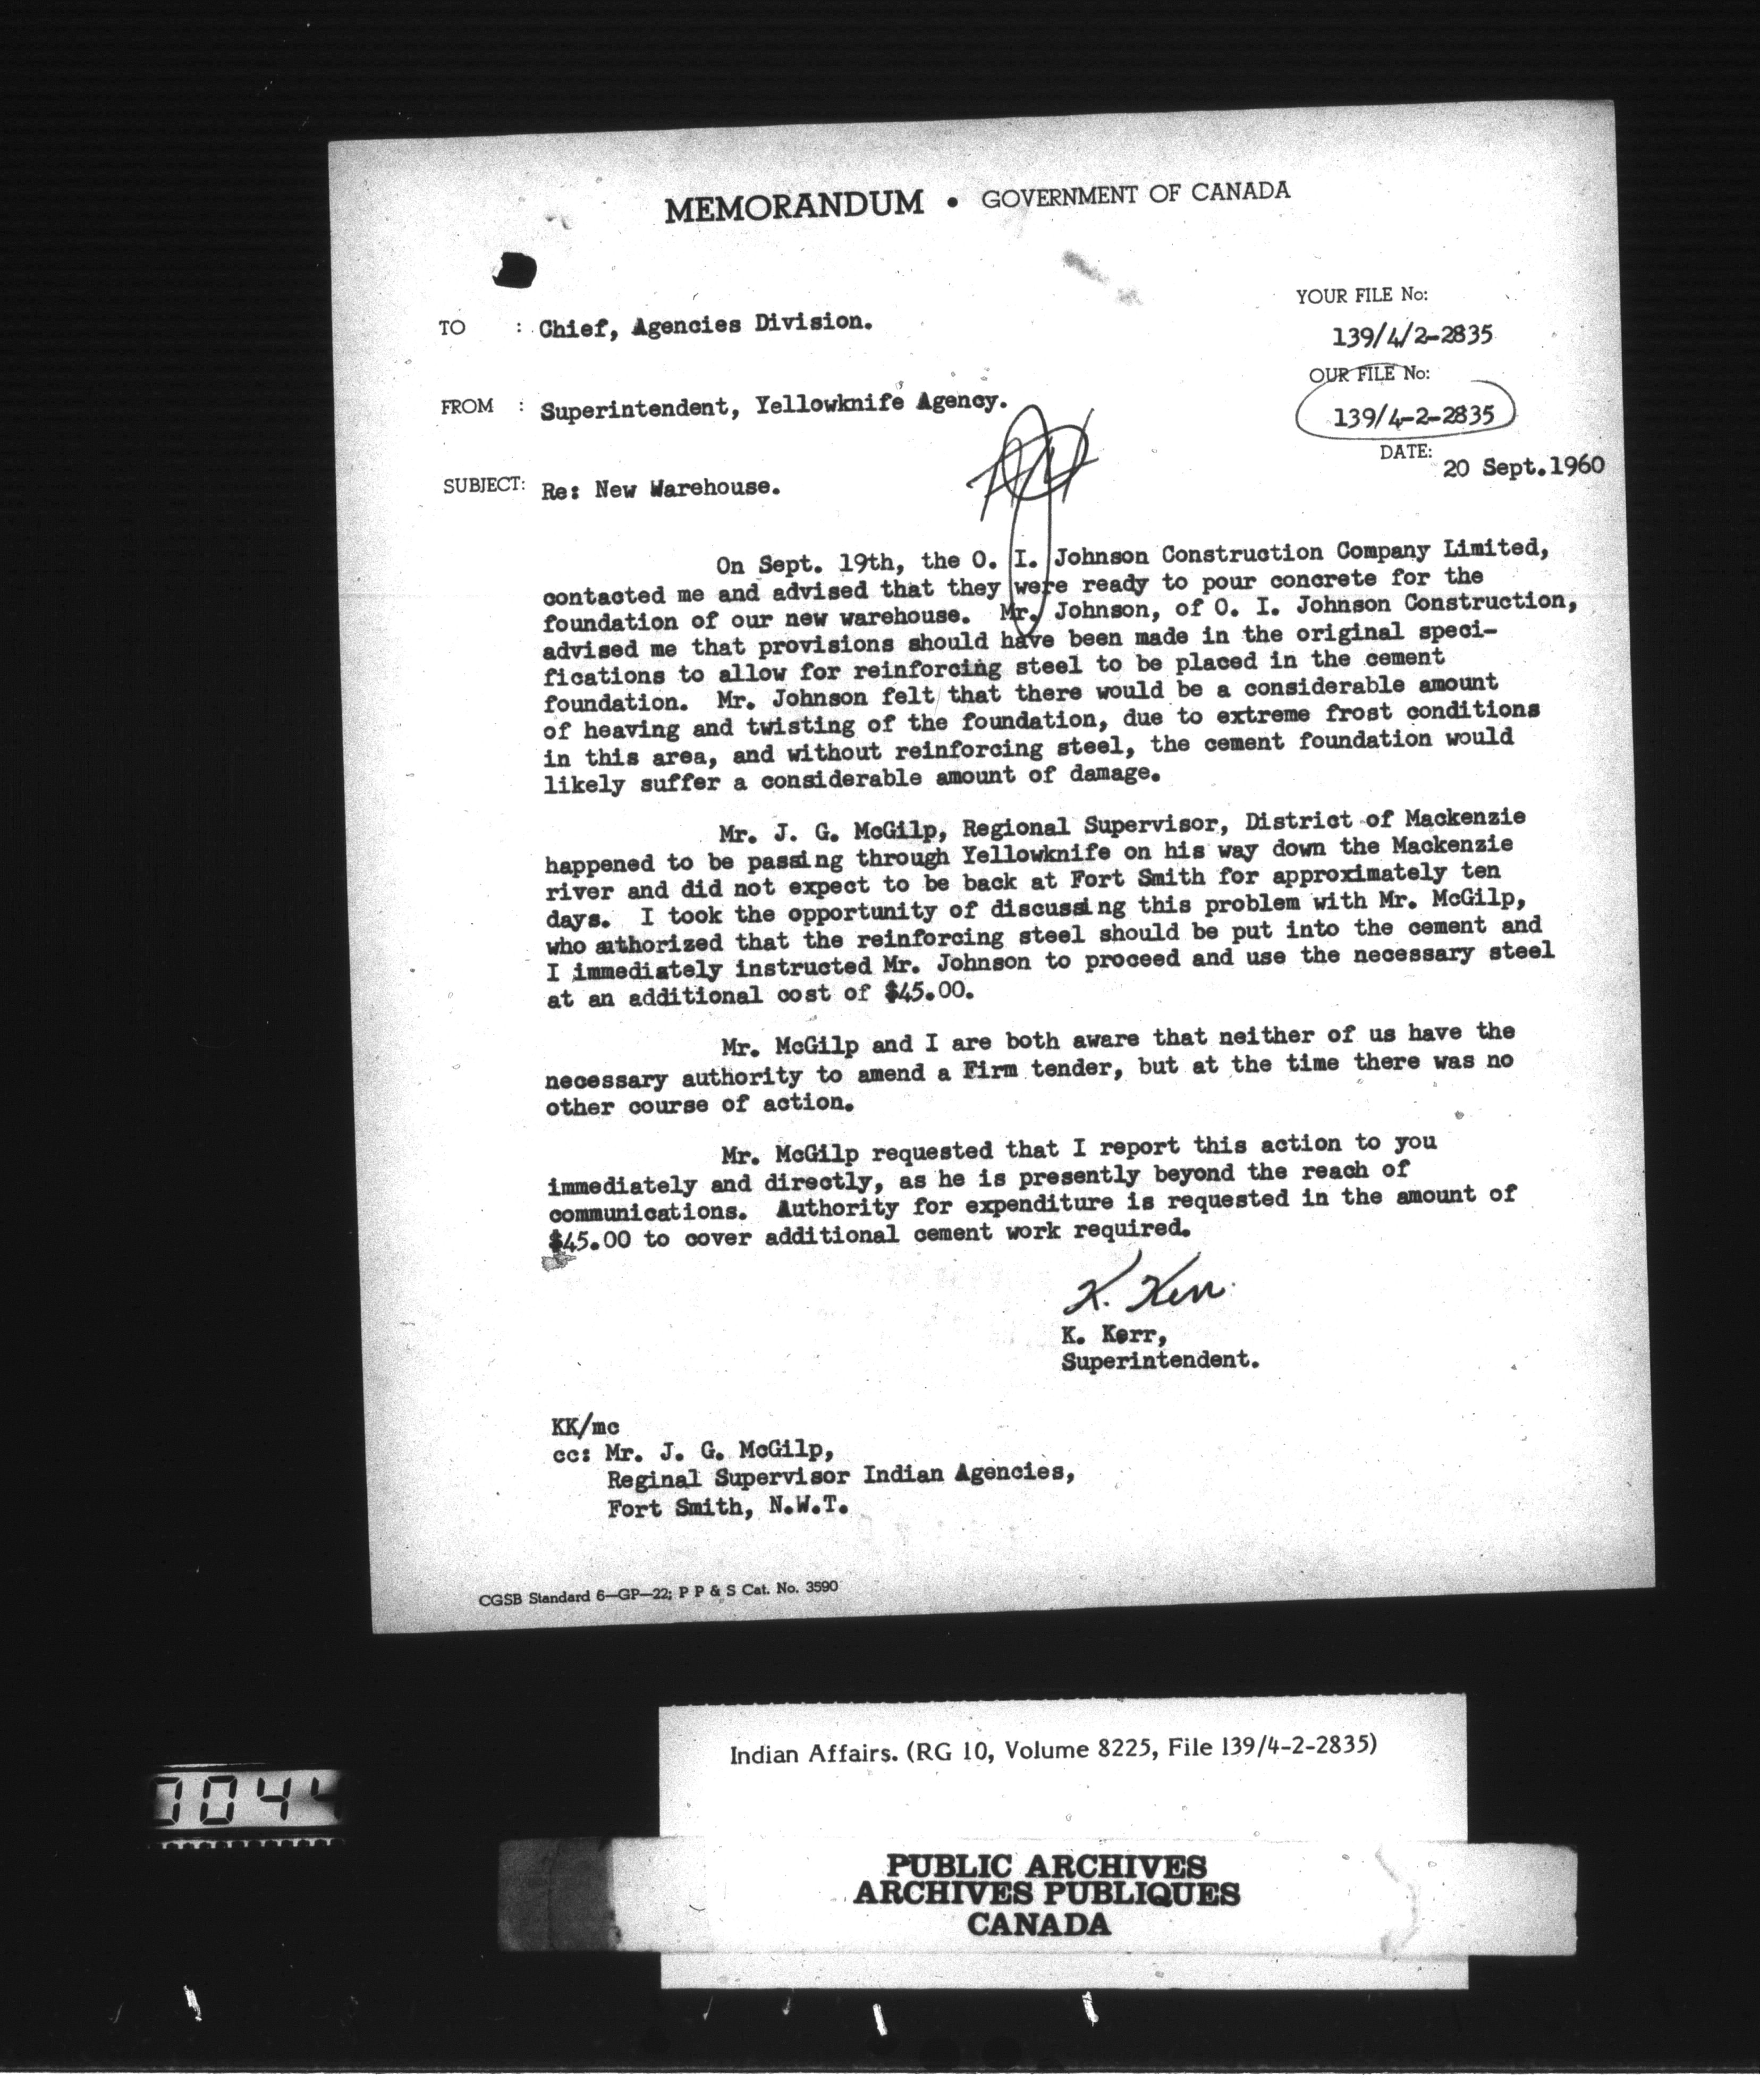 MEMORANDUM • GOVERNMENT OF CANADA
YOUR FILE No:
139/4/2-2835
TO : Chief, Agencies Division.
OUR FILE No:
139/4-2-2835
FROM : Superintendent, Yellowknife Agency.
DATE:
20 Sept.1960
SUBJECT: Re: New Warehouse.
On Sept. 19th, the O. I. Johnson Construction Company Limited,
contacted me and advised that they were ready to pour concrete for the
foundation of our new warehouse. Mr. Johnson, of O. I. Johnson Construction,
advised me that provisions should have been made in the original speci-
fications to allow for reinforcing steel to be placed in the cement
foundation. Mr. Johnson felt that there would be a considerable amount
of heaving and twisting of the foundation, due to extreme frost conditions
in this area, and without reinforcing steel, the cement foundation would
likely suffer a considerable amount of damage.
Mr. J. G. McGilp, Regional Supervisor, District of Mackenzie
happened to be passing through Yellowknife on his way down the Mackenzie
river and did not expect to be back at Fort Smith for approximately ten
days. I took the opportunity of discussing this problem with Mr. McGilp,
who authorized that the reinforcing steel should be put into the cement and
I immediately instructed Mr. Johnson to proceed and use the necessary steel
at an additional cost of $45.00.
Mr. McGilp and I are both aware that neither of us have the
necessary authority to amend a Firm tender, but at the time there was no
other course of action.
Mr. McGilp requested that I report this action to you
immediately and directly, as he is presently beyond the reach of
communications. Authority for expenditure is requested in the amount of
$45.00 to cover additional cement work required.
K. Kerr
K. Kerr,
Superintendent.
KK/mc
cc: Mr. J. G. McGilp,
Reginal Supervisor Indian Agencies,
Fort Smith, N.W.T.
CGSB Standard 6—GP—22; P P & S Cat. No. 3590
Indian Affairs. (RG 10, Volume 8225, File 139/4-2-2835)
PUBLIC ARCHIVES
ARCHIVES PUBLIQUES
CANADA